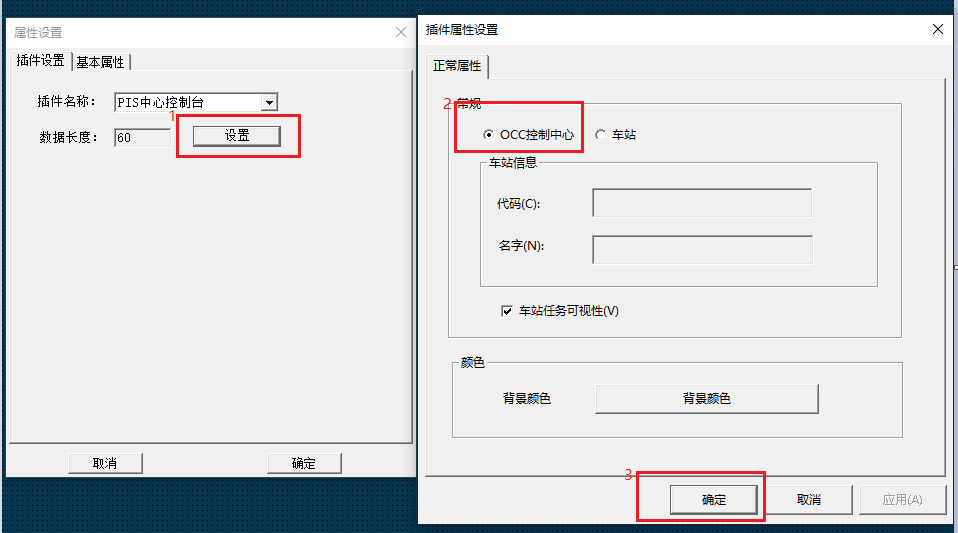 属性设置
插件设置
基本属性
插件名称：
PIS中心控制台
1
数据长度：
60
设置
取消
确定
插件属性设置
正常属性
2
常规
OCC控制中心
车站
车站信息
代码(C):
名字(N):
车站任务可视性(V)
颜色
背景颜色
背景颜色
3
确定
取消
应用(A)